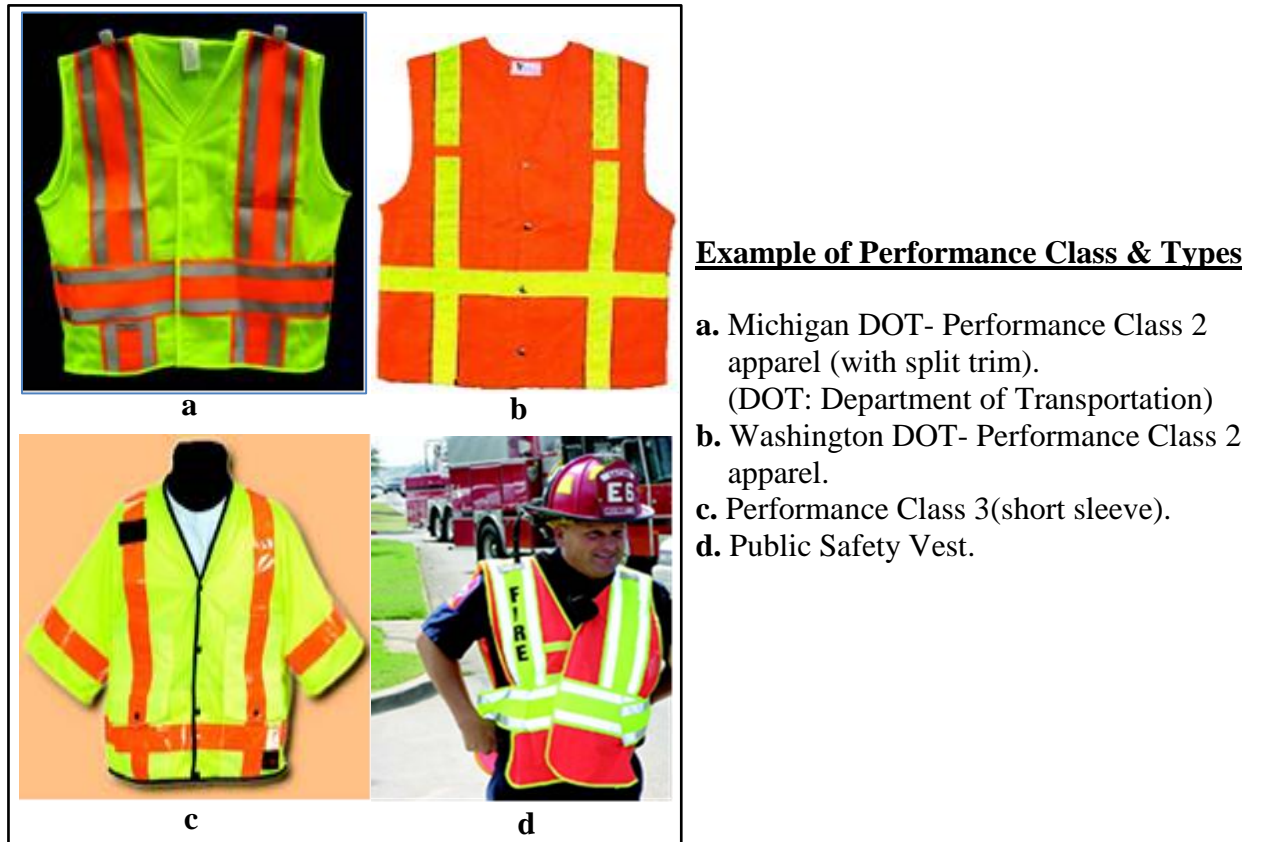 a
b
c
d
FIRE
E6
Example of Performance Class & Types
a. Michigan DOT- Performance Class 2
apparel (with split trim).
(DOT: Department of Transportation)
b. Washington DOT- Performance Class 2
apparel.
c. Performance Class 3(short sleeve).
d. Public Safety Vest.